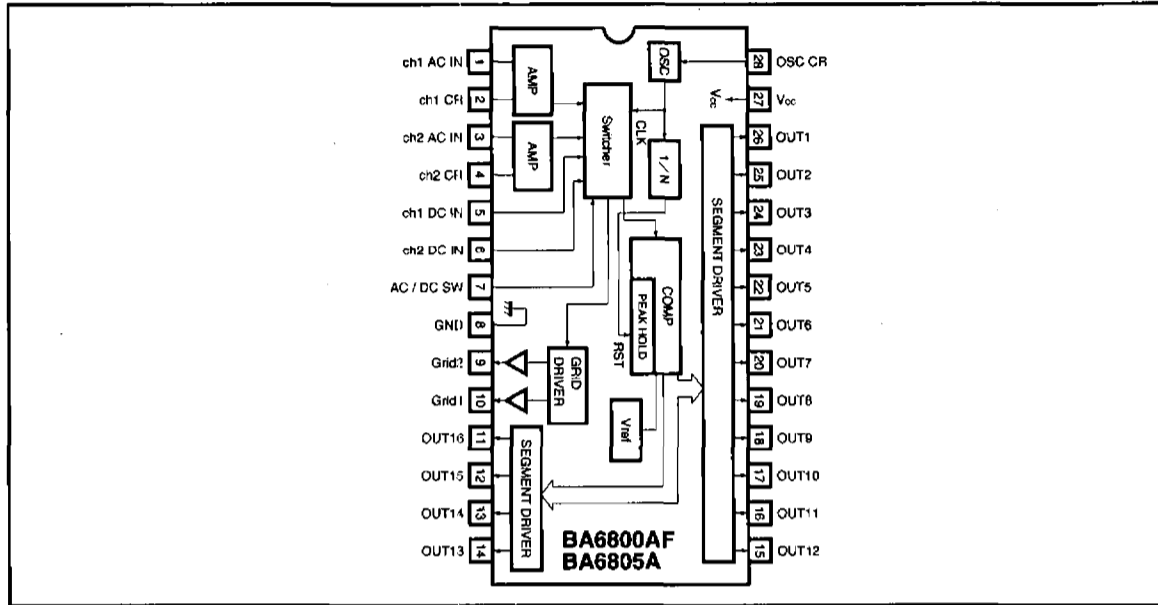 ch1 AC IN 1
ch1 CRI 2
ch2 AC IN 3
ch2 CRI 4
ch1 DC IN 5
ch2 DC IN 6
AC / DC SW 7
GND 8
Grid2 9
Grid1 10
OUT16 11
OUT15 12
OUT14 13
OUT13 14
AMP
AMP
Switcher
OSC
CLK
1/N
Vcc
COMP
PEAK HOLD
RST
GRID DRIVER
Vref
SEGMENT DRIVER
SEGMENT DRIVER
BA6800AF
BA6805A
28 OSC CR
27 Vcc
26 OUT1
25 OUT2
24 OUT3
23 OUT4
22 OUT5
21 OUT6
20 OUT7
19 OUT8
18 OUT9
17 OUT10
16 OUT11
15 OUT12